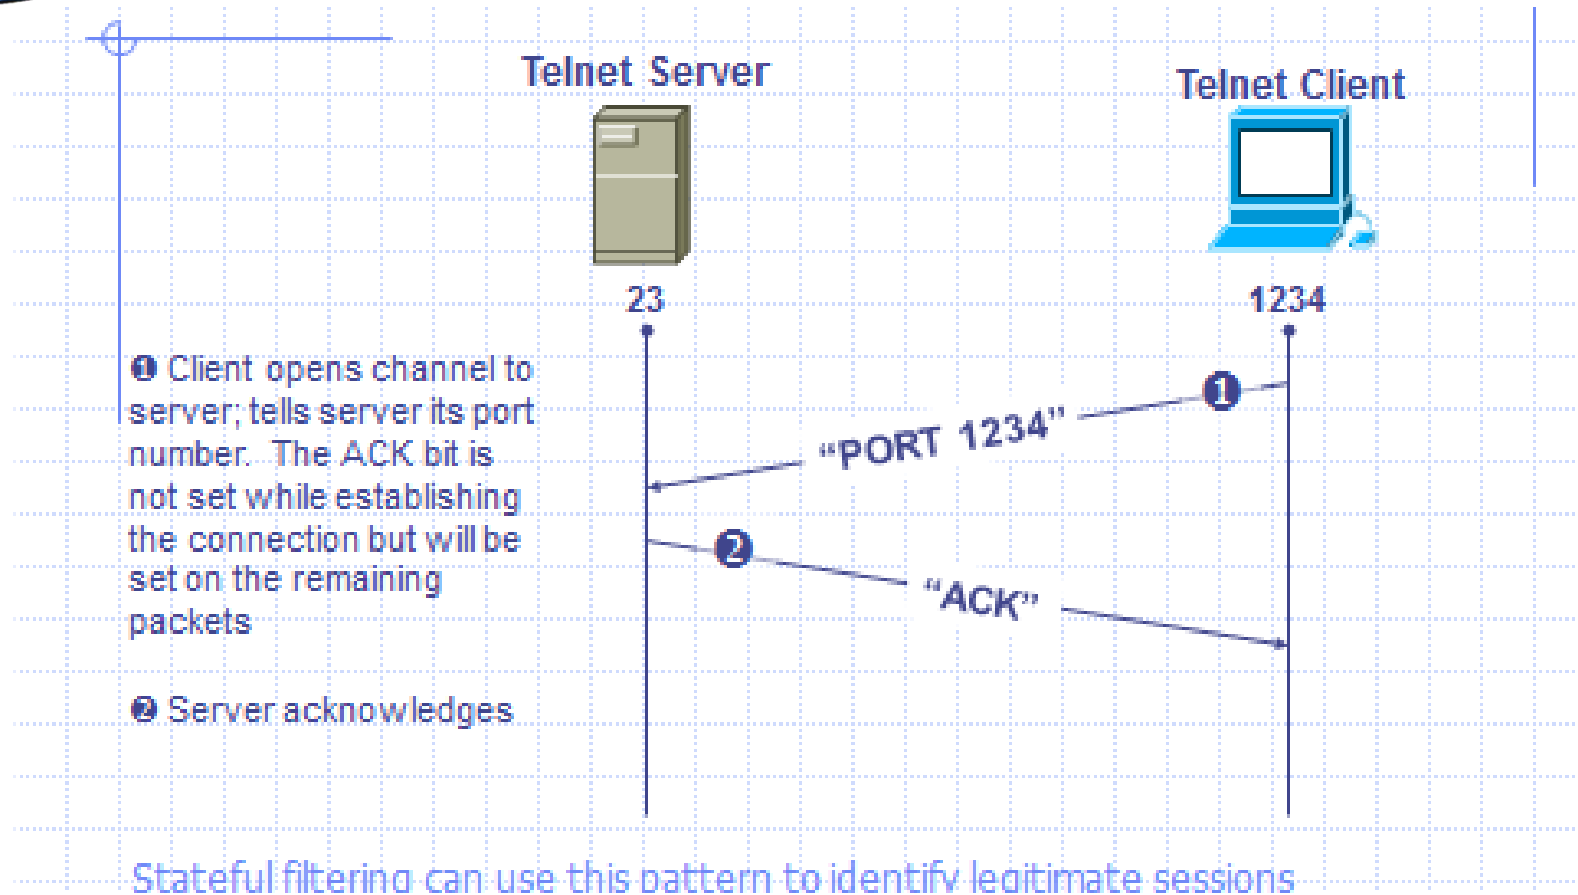 Telnet Server
Telnet Client
23
1234
❶ Client opens channel to
server; tells server its port
number. The ACK bit is
not set while establishing
the connection but will be
set on the remaining
packets
❷ Server acknowledges
❶
“PORT 1234”
❷
“ACK”
Stateful filtering can use this pattern to identify legitimate sessions